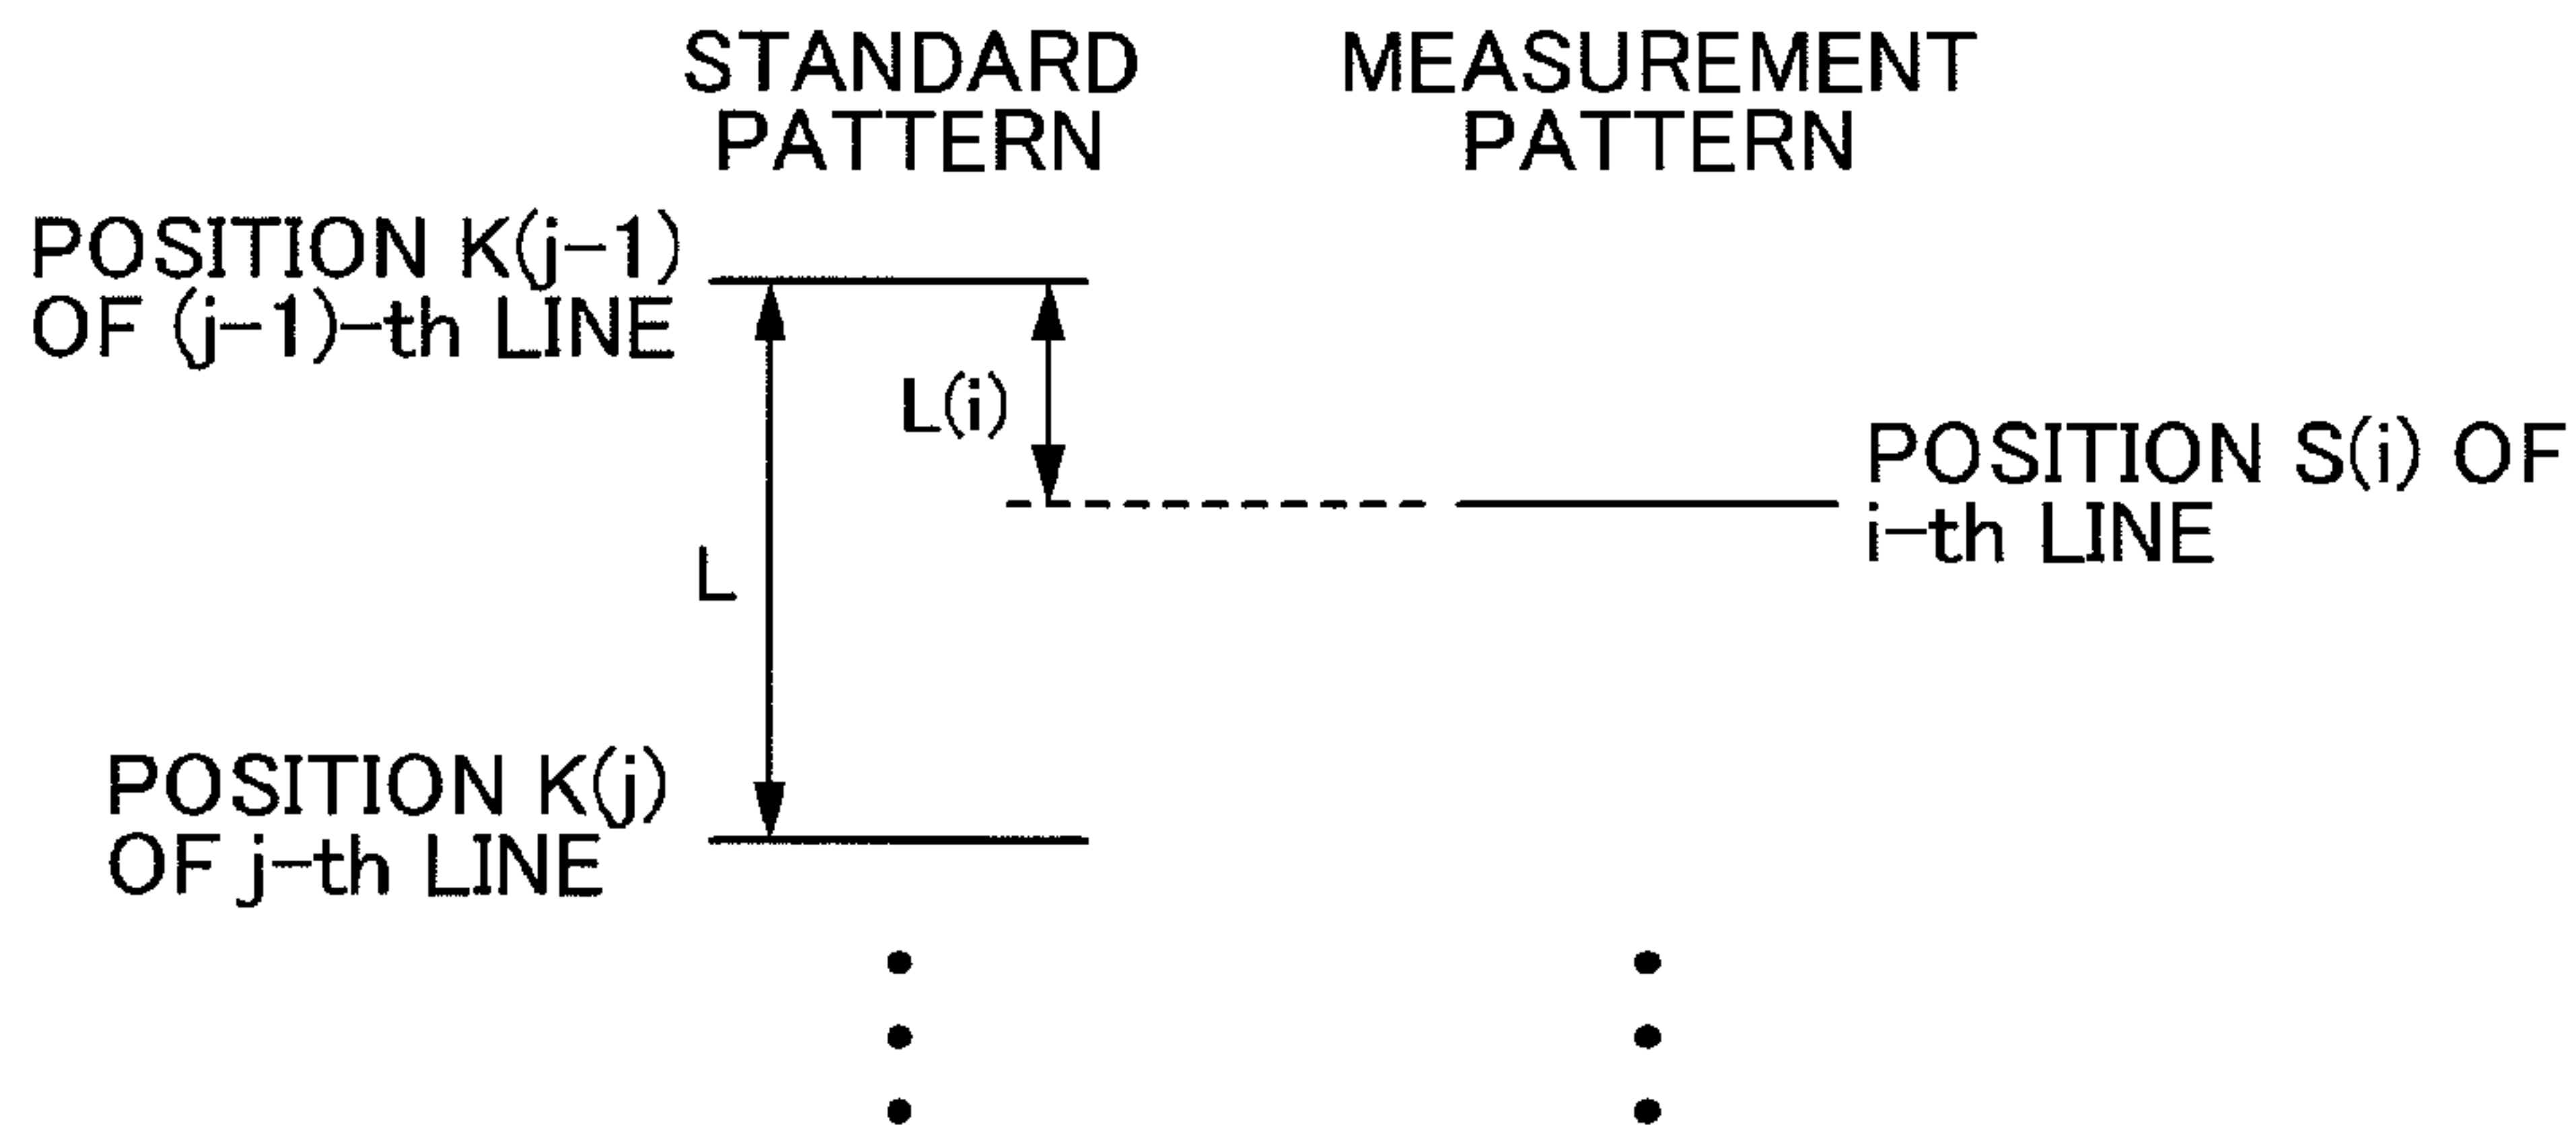 STANDARD
PATTERN
MEASUREMENT
PATTERN
POSITION K(j-1)
OF (j-1)-th LINE
L(i)
POSITION S(i) OF
i-th LINE
L
POSITION K(j)
OF j-th LINE